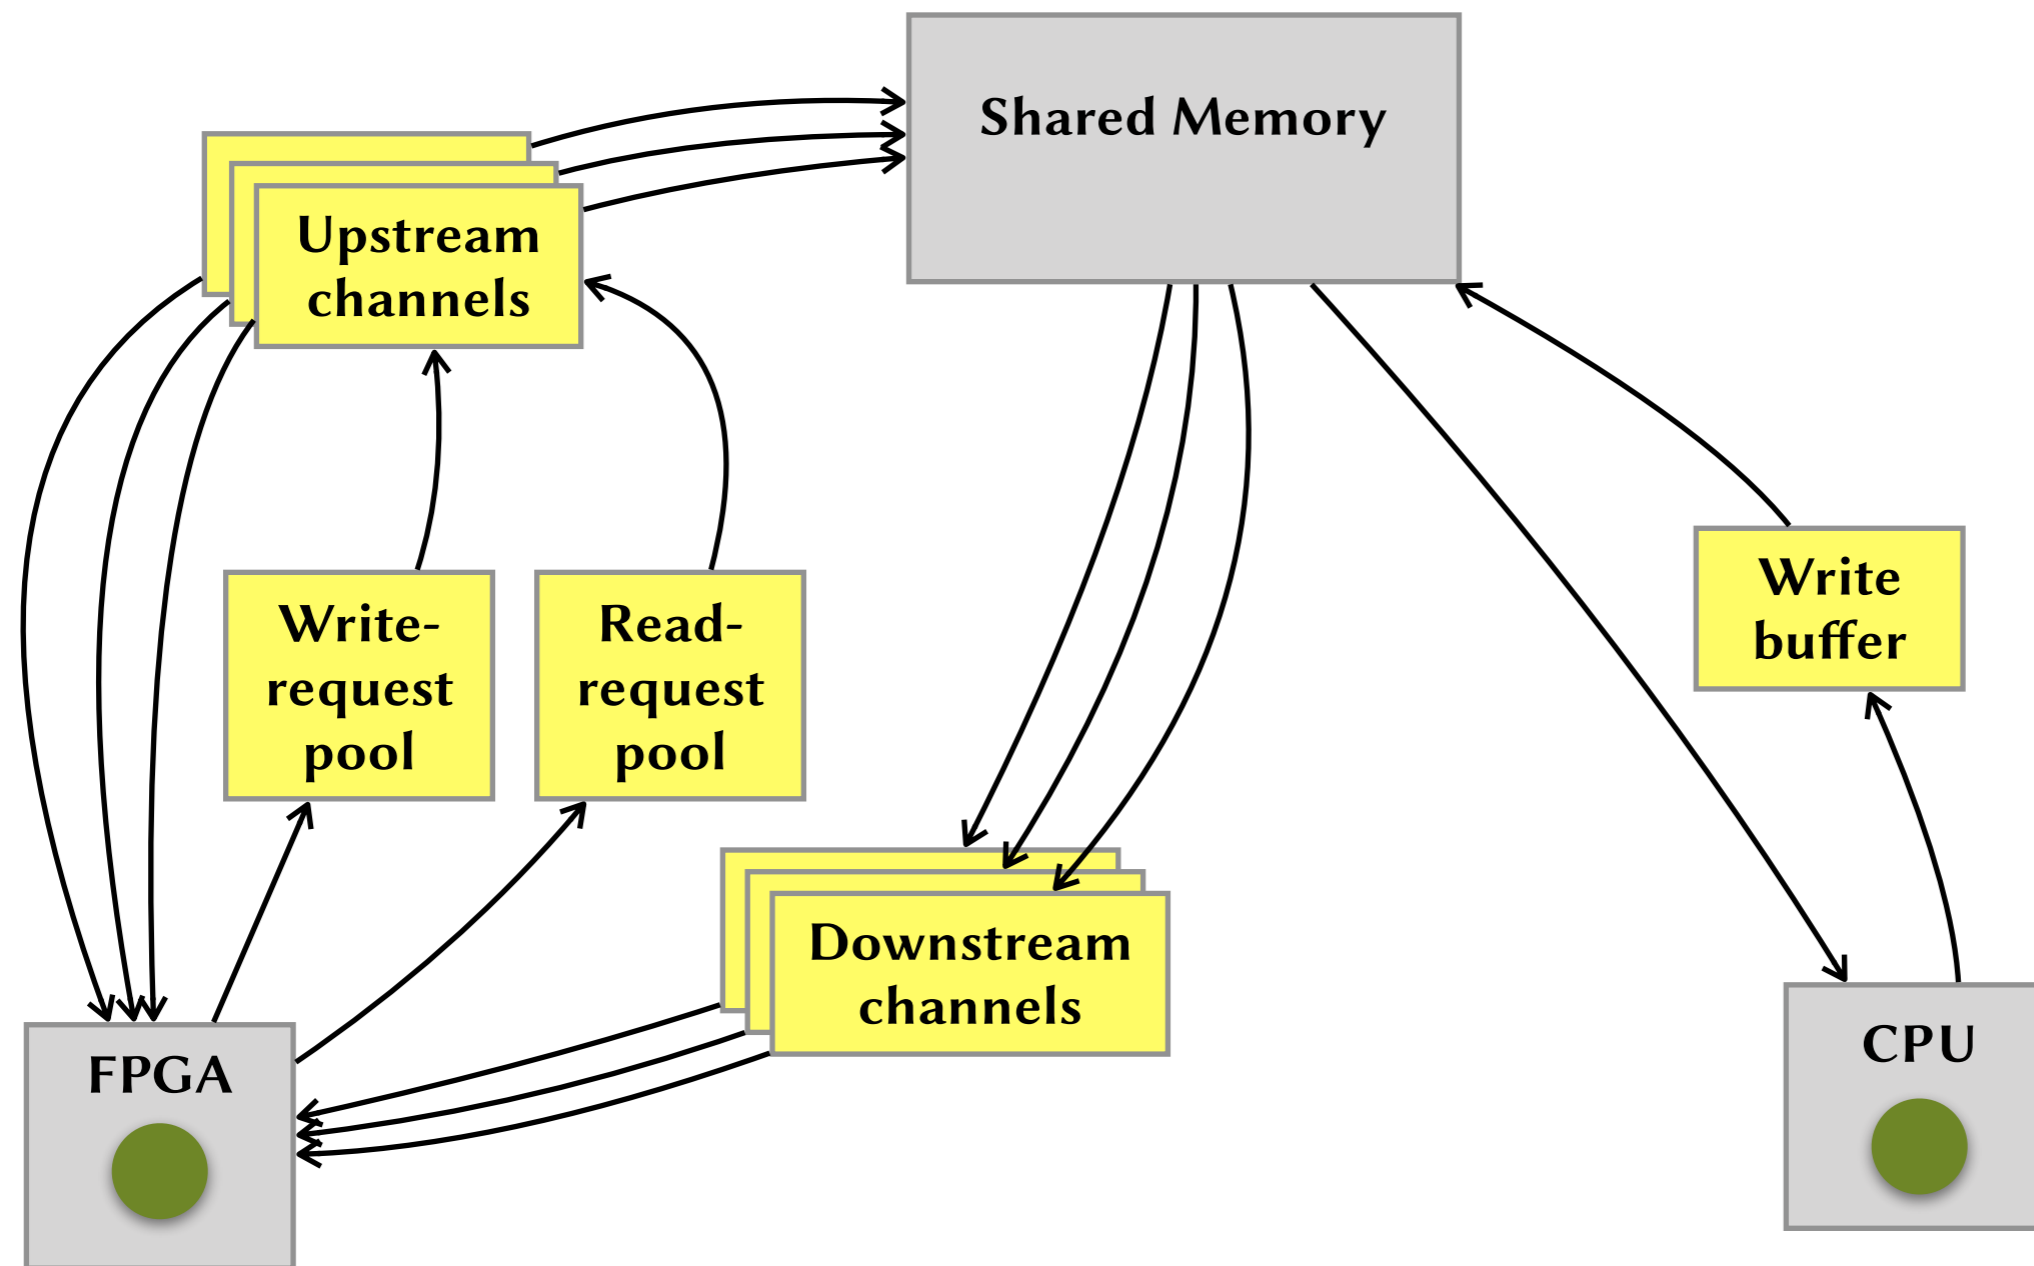 Shared Memory
Upstream
channels
Write-
request
pool
Read-
request
pool
Write
buffer
Downstream
channels
FPGA
CPU